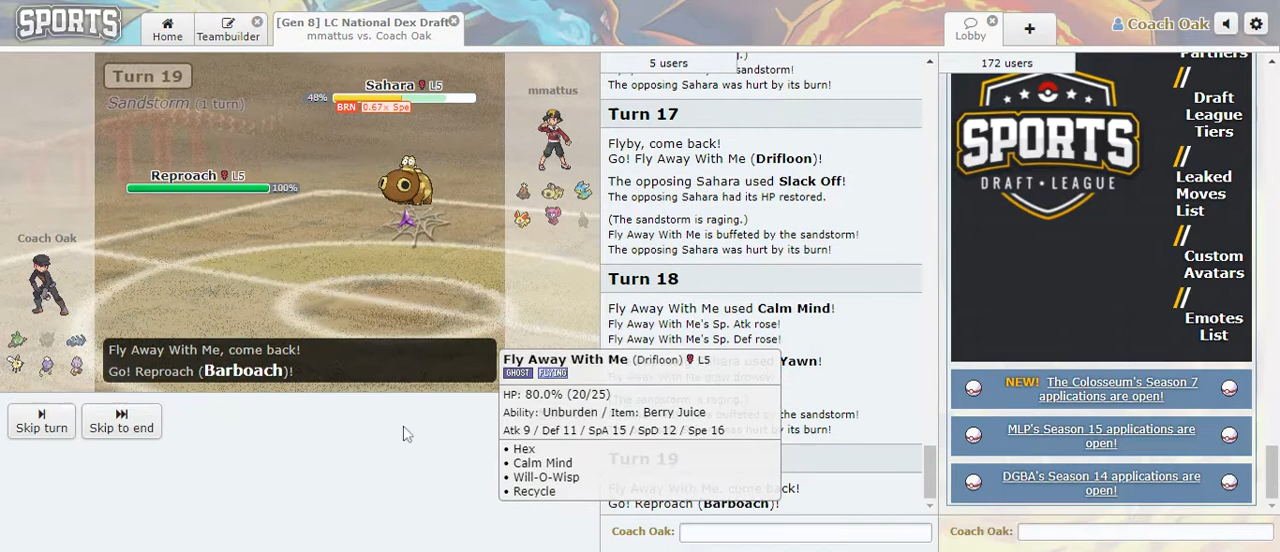 SPORTS
Home
Teambuilder
[Gen 8] LC National Dex Draft
mmattus vs. Coach Oak
Lobby
Coach Oak
Turn 19
Sandstorm (1 turn)
Sahara L5
48%
BRN 0.67x Spe
Reproach L5
100%
mmattus
Coach Oak
Fly Away With Me, come back!
Go! Reproach (Barboach)!
Skip turn
Skip to end
5 users
sandstorm!
The opposing Sahara was hurt by its burn!
Turn 17
Flyby, come back!
Go! Fly Away With Me (Drifloon)!
The opposing Sahara used Slack Off!
The opposing Sahara had its HP restored.
(The sandstorm is raging.)
Fly Away With Me is buffeted by the sandstorm!
The opposing Sahara was hurt by its burn!
Turn 18
Fly Away With Me used Calm Mind!
Fly Away With Me's Sp. Atk rose!
Fly Away With Me's Sp. Def rose!
Yawn!
Fly Away With Me (Drifloon) L5
GHOST FLYING
HP: 80.0% (20/25)
Ability: Unburden / Item: Berry Juice
Atk 9 / Def 11 / SpA 15 / SpD 12 / Spe 16
• Hex
• Calm Mind
• Will-O-Wisp
• Recycle
Turn 19
Fly Away With Me, come back!
Go! Reproach (Barboach)!
Coach Oak:
172 users
SPORTS
DRAFT • LEAGUE
Partners
//
Draft
League
Tiers
//
Leaked
Moves
List
//
Custom
Avatars
//
Emotes
List
NEW! The Colosseum's Season 7
applications are open!
MLP's Season 15 applications are
open!
DGBA's Season 14 applications are
open!
Coach Oak: